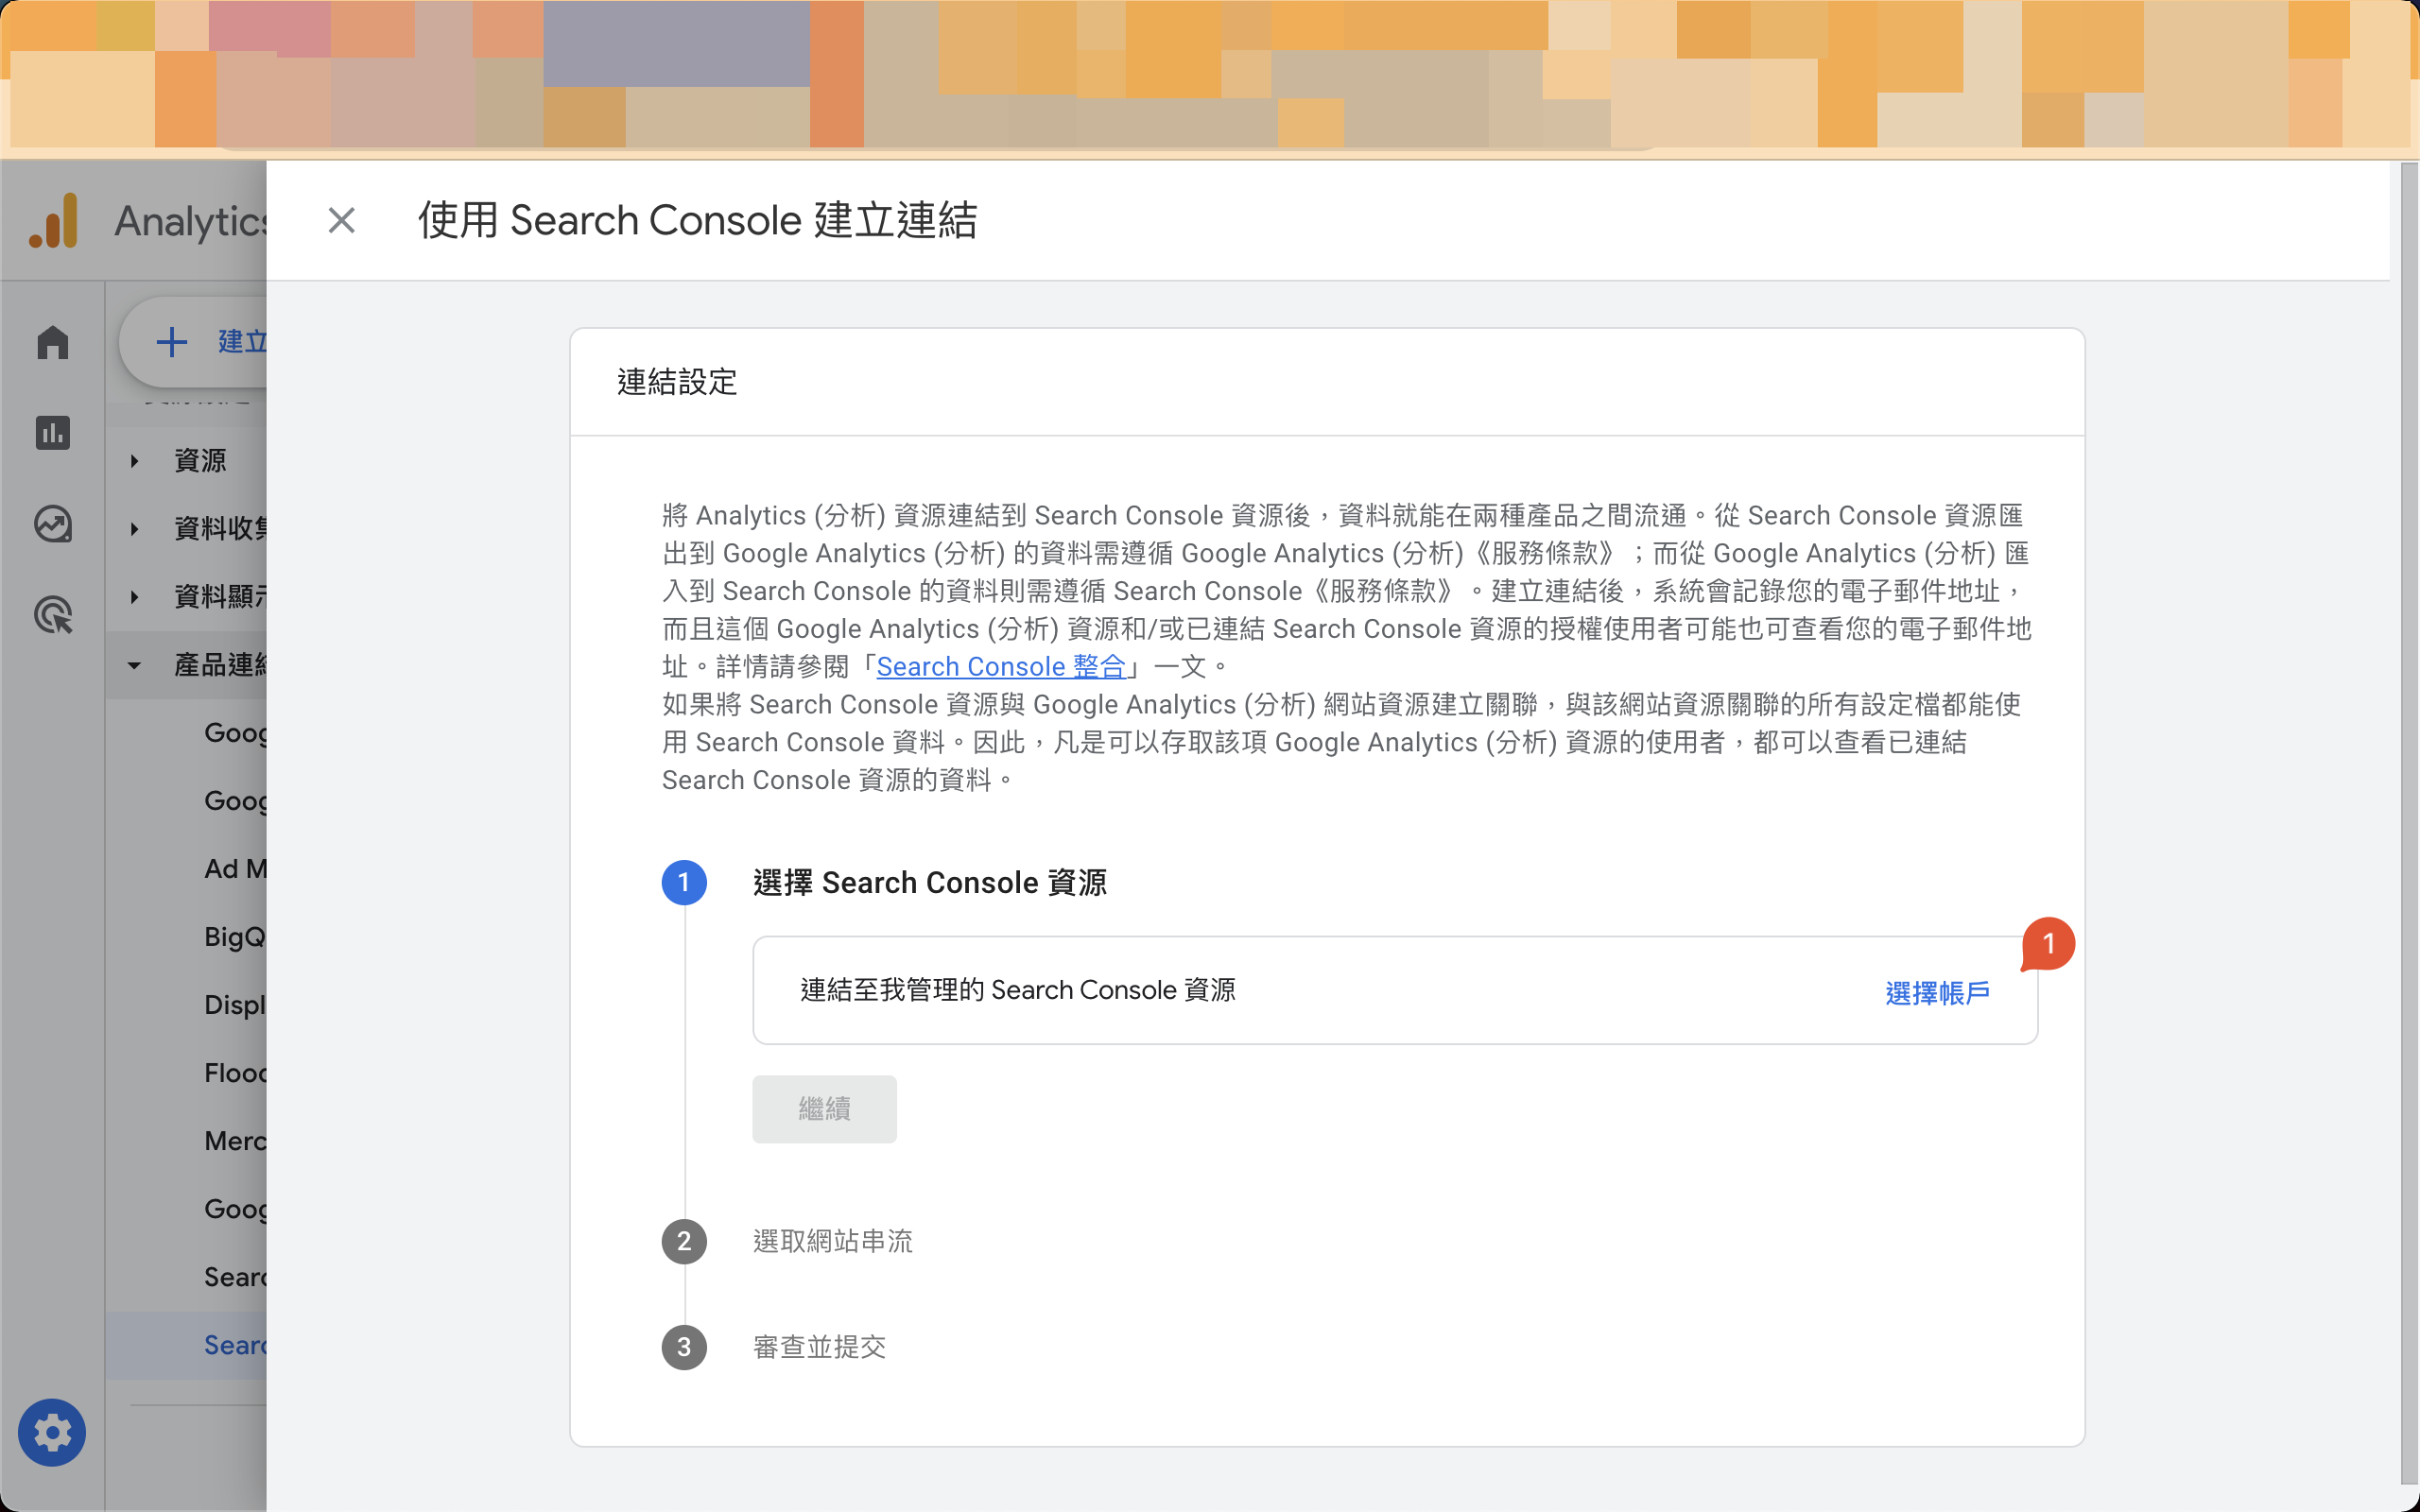 Analytics
使用 Search Console 建立連結
建立
資源
資料收集
資料顯示
產品連結
Goog
Goog
Ad M
BigQ
Displ
Flood
Merc
Goog
Searc
Searc
連結設定
將 Analytics (分析) 資源連結到 Search Console 資源後，資料就能在兩種產品之間流通。從 Search Console 資源匯
出到 Google Analytics (分析) 的資料需遵循 Google Analytics (分析)《服務條款》；而從 Google Analytics (分析) 匯
入到 Search Console 的資料則需遵循 Search Console《服務條款》。建立連結後，系統會記錄您的電子郵件地址，
而且這個 Google Analytics (分析) 資源和/或已連結 Search Console 資源的授權使用者可能也可查看您的電子郵件地
址。詳情請參閱「Search Console 整合」一文。
如果將 Search Console 資源與 Google Analytics (分析) 網站資源建立關聯，與該網站資源關聯的所有設定檔都能使
用 Search Console 資料。因此，凡是可以存取該項 Google Analytics (分析) 資源的使用者，都可以查看已連結
Search Console 資源的資料。
1 選擇 Search Console 資源
1
連結至我管理的 Search Console 資源 選擇帳戶
繼續
2 選取網站串流
3 審查並提交